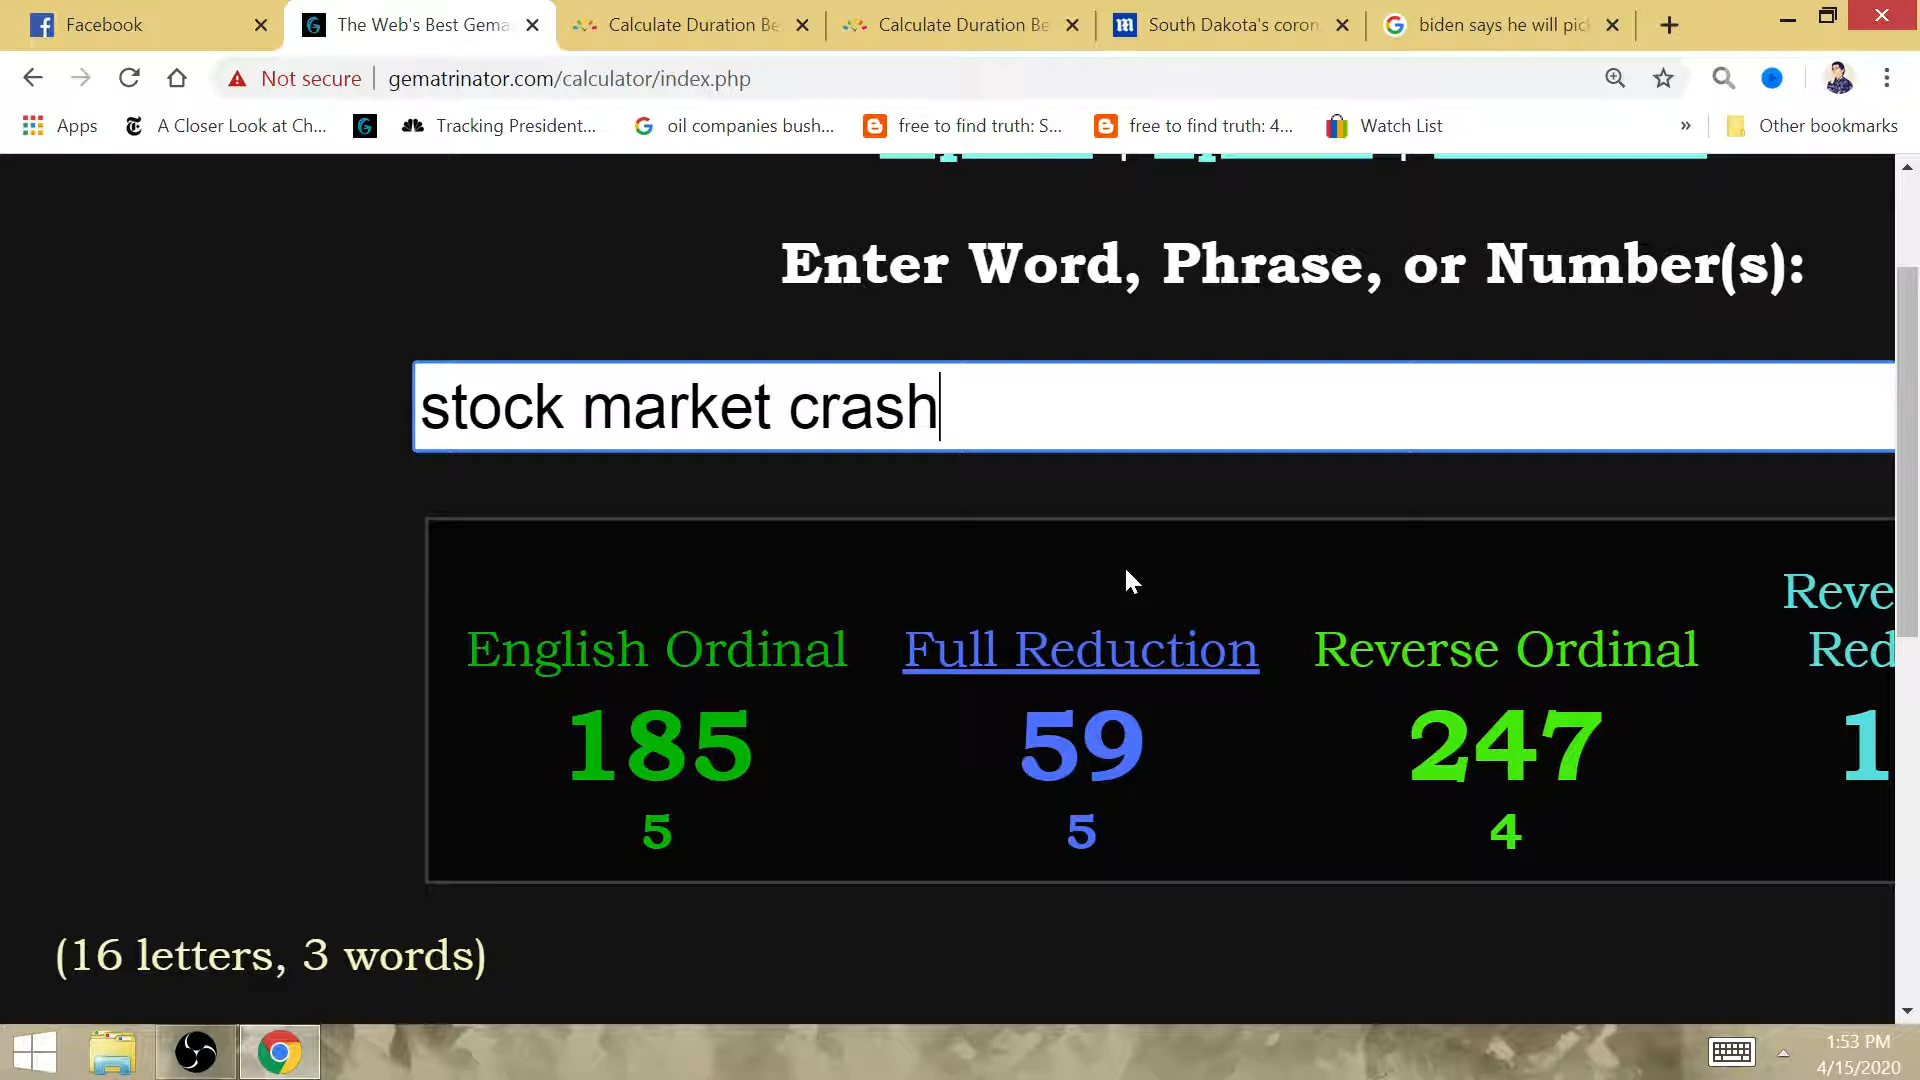 Facebook
The Web's Best Gema
Calculate Duration Be
Calculate Duration Be
South Dakota's coron
biden says he will pic
Not secure
gematrinator.com/calculator/index.php
Apps
A Closer Look at Ch...
Tracking President...
oil companies bush...
free to find truth: S...
free to find truth: 4...
Watch List
»
Other bookmarks
Enter Word, Phrase, or Number(s):
stock market crash
English Ordinal
Full Reduction
Reverse Ordinal
Reve
Red
185
59
247
1
5
5
4
(16 letters, 3 words)
1:53 PM
4/15/2020